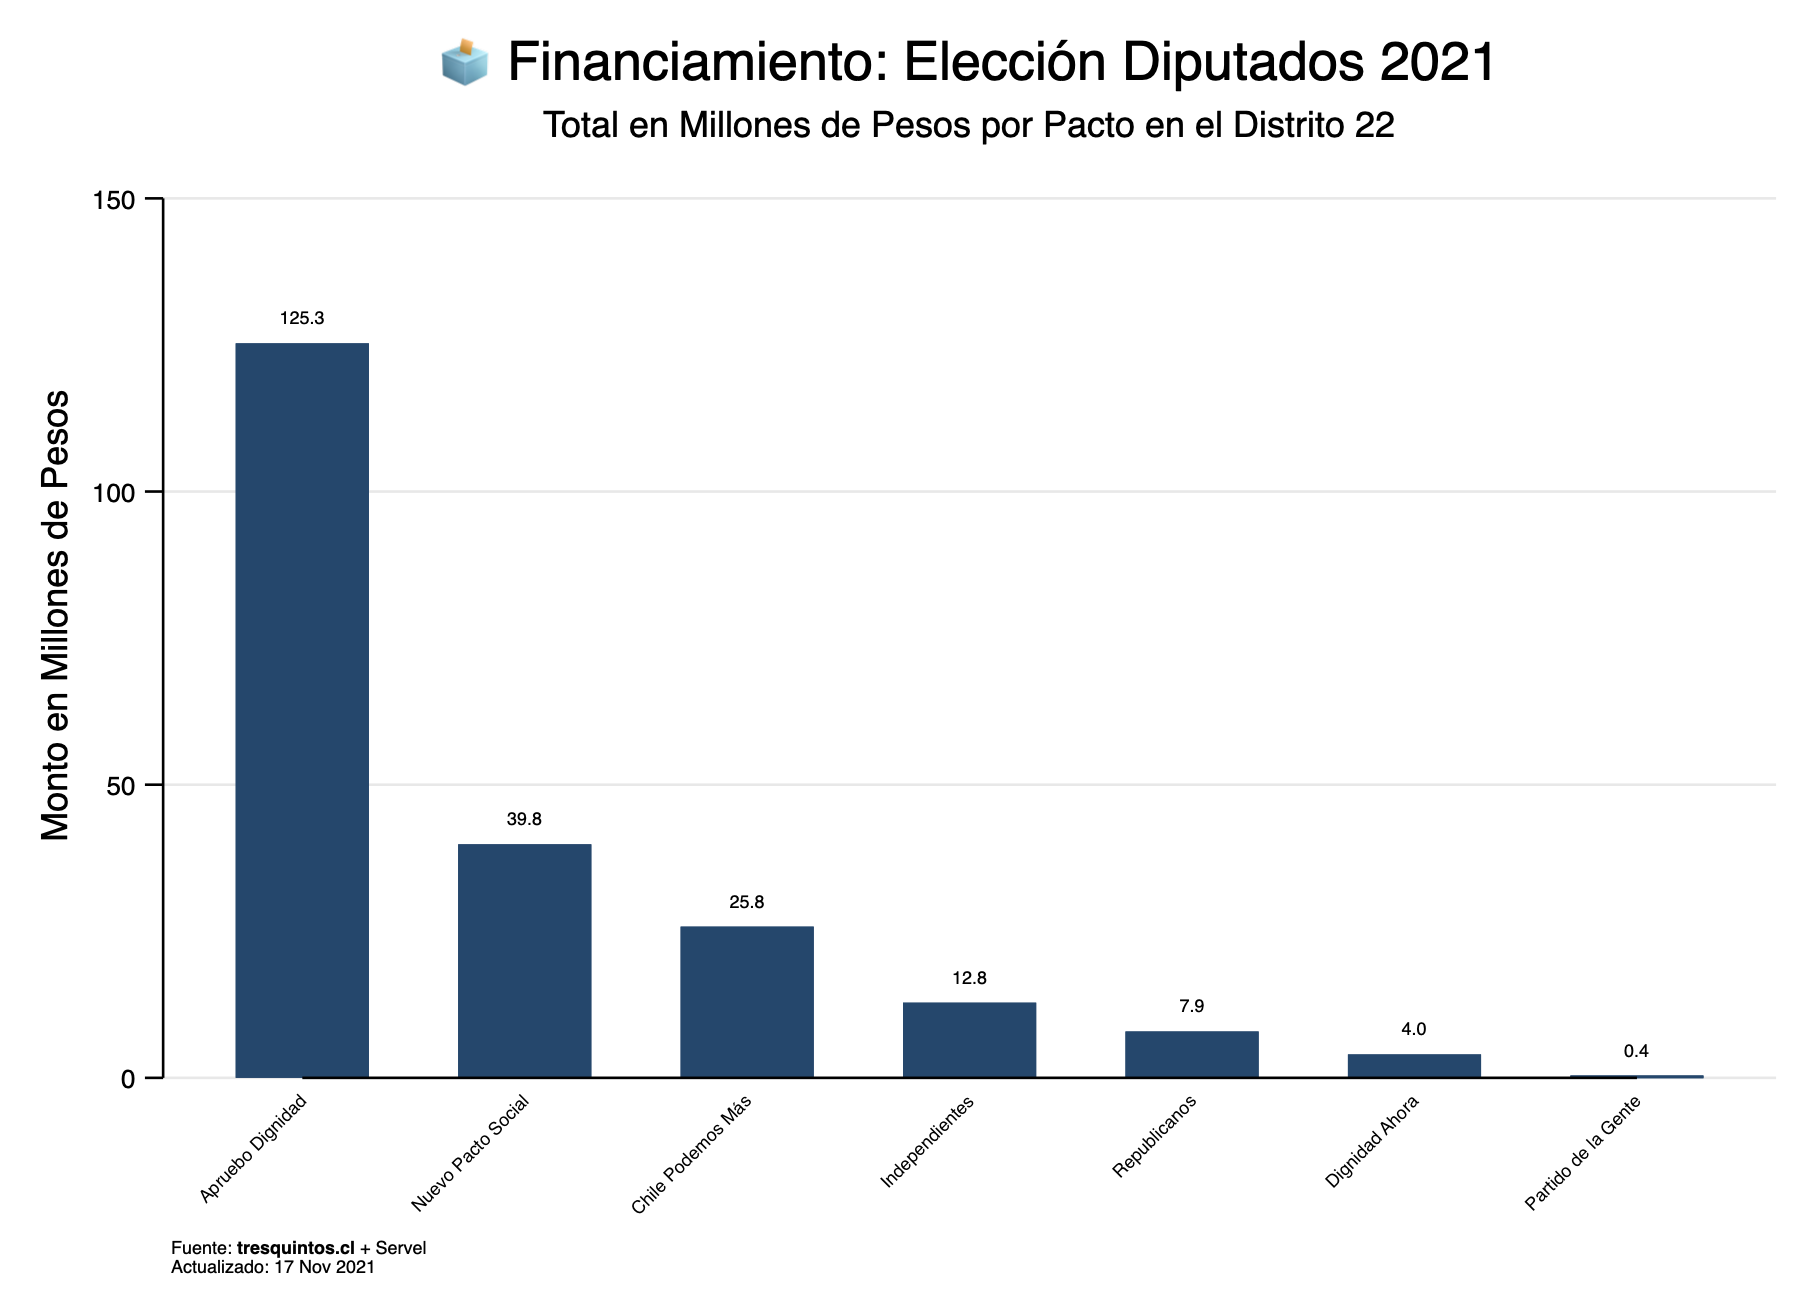 Financiamiento: Elección Diputados 2021
Total en Millones de Pesos por Pacto en el Distrito 22
Monto en Millones de Pesos
150
100
50
0
125.3
39.8
25.8
12.8
7.9
4.0
0.4
Apruebo Dignidad
Nuevo Pacto Social
Chile Podemos Más
Independientes
Republicanos
Dignidad Ahora
Partido de la Gente
Fuente: tresquintos.cl + Servel
Actualizado: 17 Nov 2021